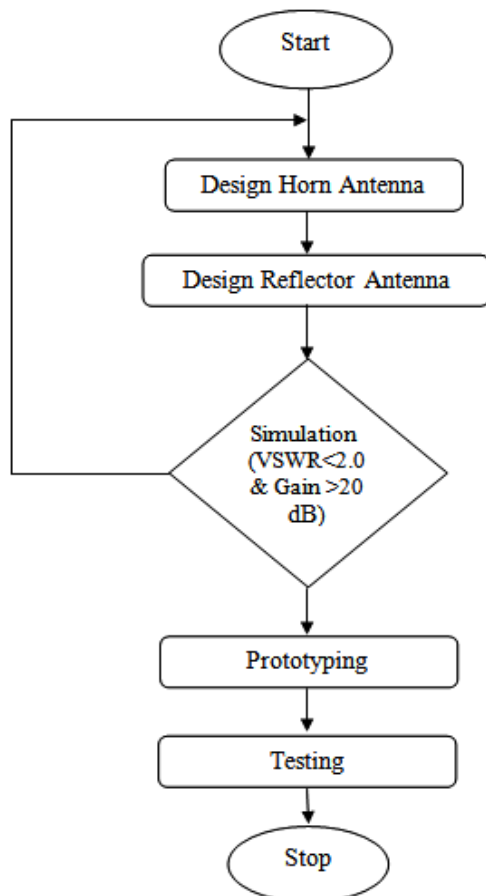 Start
Design Horn Antenna
Design Reflector Antenna
Simulation
(VSWR<2.0
& Gain >20
dB)
Prototyping
Testing
Stop